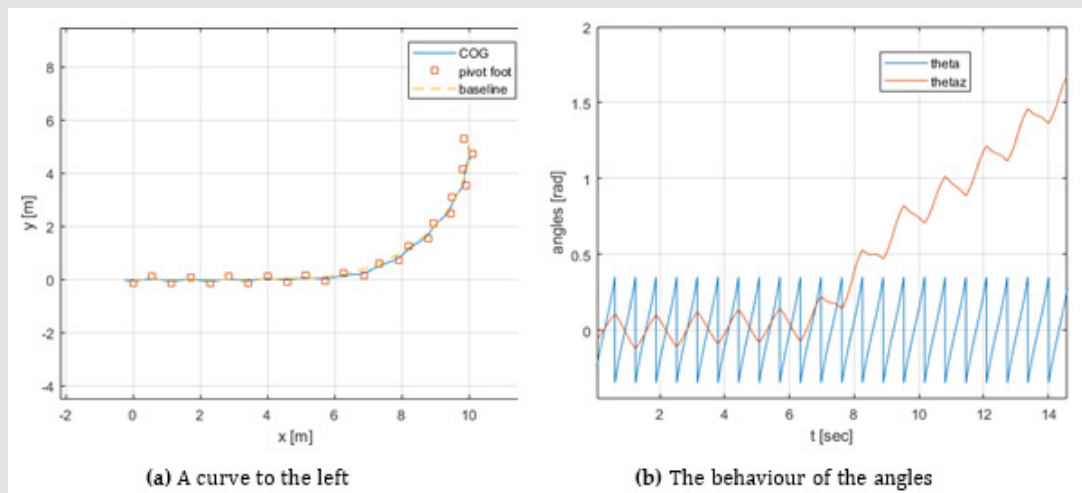 COG
pivot foot
baseline
8
6
4
2
0
-2
-4
y [m]
-2 0 2 4 6 8 10
x [m]
(a) A curve to the left
theta
thetaz
2
1.5
1
0.5
0
angles [rad]
2 4 6 8 10 12 14
t [sec]
(b) The behaviour of the angles